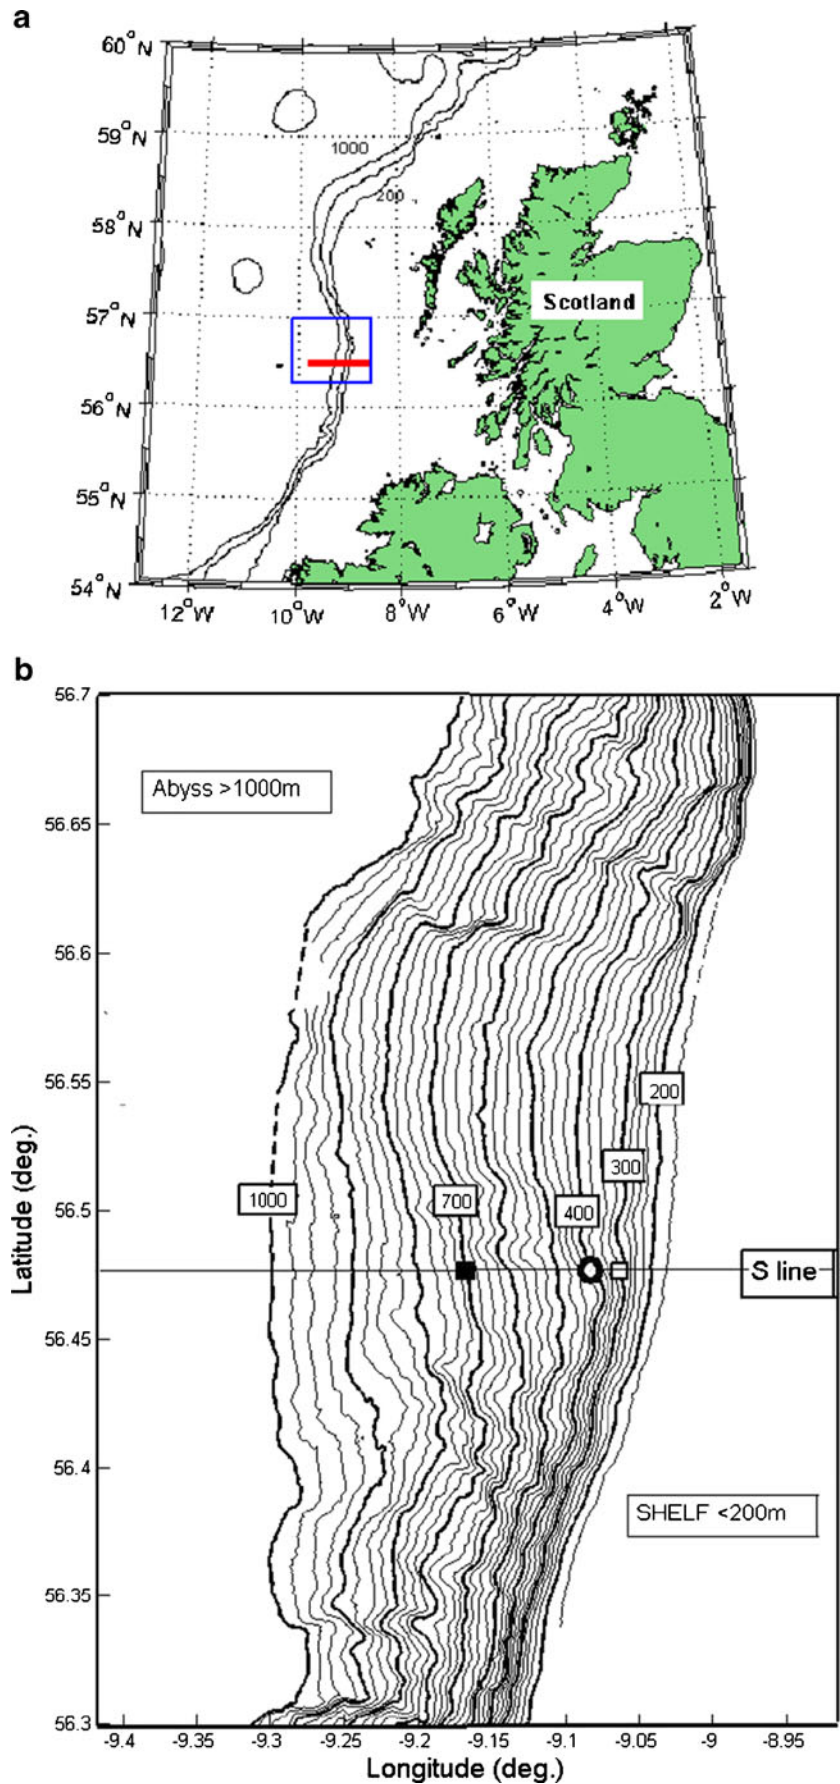 a
60°N
59°N
58°N
57°N
56°N
55°N
54°N
1000
200
Scotland
12°W
10°W
8°W
6°W
4°W
2°W
b
56.7
56.65
56.6
56.55
56.5
56.45
56.4
56.35
56.3
Latitude (deg.)
Abyss >1000m
200
300
1000
700
400
S line
SHELF <200m
-9.4
-9.35
-9.3
-9.25
-9.2
-9.15
-9.1
-9.05
-9
-8.95
Longitude (deg.)